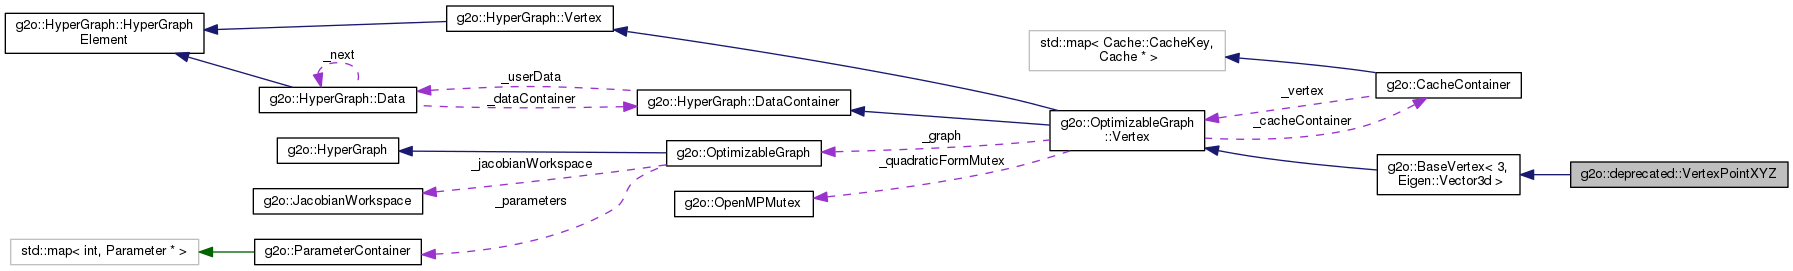 g2o::HyperGraph::HyperGraph
Element
g2o::HyperGraph::Vertex
_next
g2o::HyperGraph::Data
_userData
_dataContainer
g2o::HyperGraph::DataContainer
std::map< Cache::CacheKey,
Cache * >
g2o::CacheContainer
_vertex
_cacheContainer
g2o::OptimizableGraph
::Vertex
_graph
_quadraticFormMutex
g2o::HyperGraph
g2o::OptimizableGraph
_jacobianWorkspace
g2o::JacobianWorkspace
_parameters
g2o::OpenMPMutex
g2o::BaseVertex< 3,
Eigen::Vector3d >
g2o::deprecated::VertexPointXYZ
std::map< int, Parameter * >
g2o::ParameterContainer